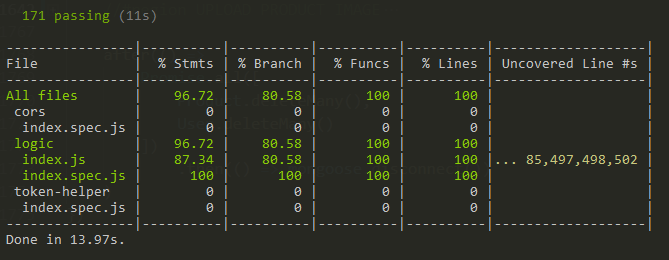 171 passing (11s)
---------------|----------|----------|----------|----------|-------------------|
File | % Stmts | % Branch | % Funcs | % Lines | Uncovered Line #s |
---------------|----------|----------|----------|----------|-------------------|
All files | 96.72 | 80.58 | 100 | 100 | |
cors | 0 | 0 | 0 | 0 | |
index.spec.js | 0 | 0 | 0 | 0 | |
logic | 96.72 | 80.58 | 100 | 100 | |
index.js | 87.34 | 80.58 | 100 | 100 |... 85,497,498,502 |
index.spec.js | 100 | 100 | 100 | 100 | |
token-helper | 0 | 0 | 0 | 0 | |
index.spec.js | 0 | 0 | 0 | 0 | |
---------------|----------|----------|----------|----------|-------------------|
Done in 13.97s.